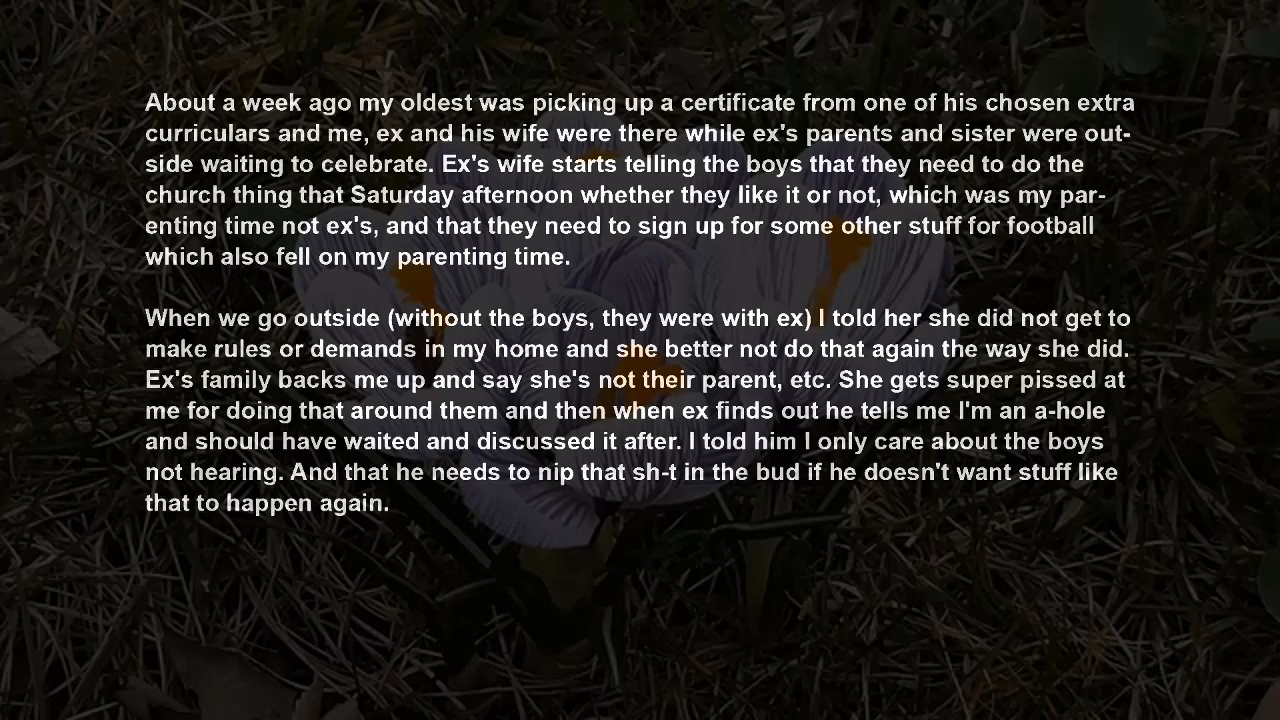 About a week ago my oldest was picking up a certificate from one of his chosen extra
curriculars and me, ex and his wife were there while ex's parents and sister were out-
side waiting to celebrate. Ex's wife starts telling the boys that they need to do the
church thing that Saturday afternoon whether they like it or not, which was my par-
enting time not ex's, and that they need to sign up for some other stuff for football
which also fell on my parenting time.
When we go outside (without the boys, they were with ex) I told her she did not get to
make rules or demands in my home and she better not do that again the way she did.
Ex's family backs me up and say she's not their parent, etc. She gets super pissed at
me for doing that around them and then when ex finds out he tells me I'm an a-hole
and should have waited and discussed it after. I told him I only care about the boys
not hearing. And that he needs to nip that sh-t in the bud if he doesn't want stuff like
that to happen again.